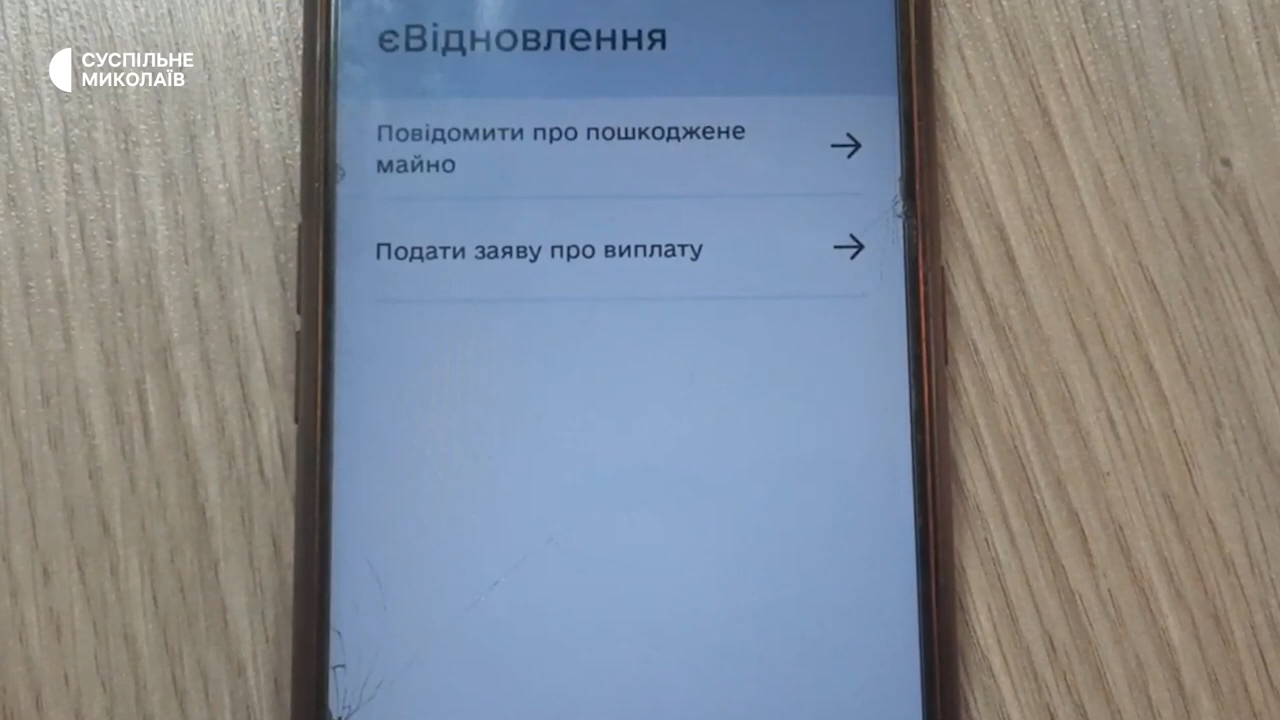 СУСПІЛЬНЕ
МИКОЛАЇВ
єВідновлення
Повідомити про пошкоджене
майно
Подати заяву про виплату